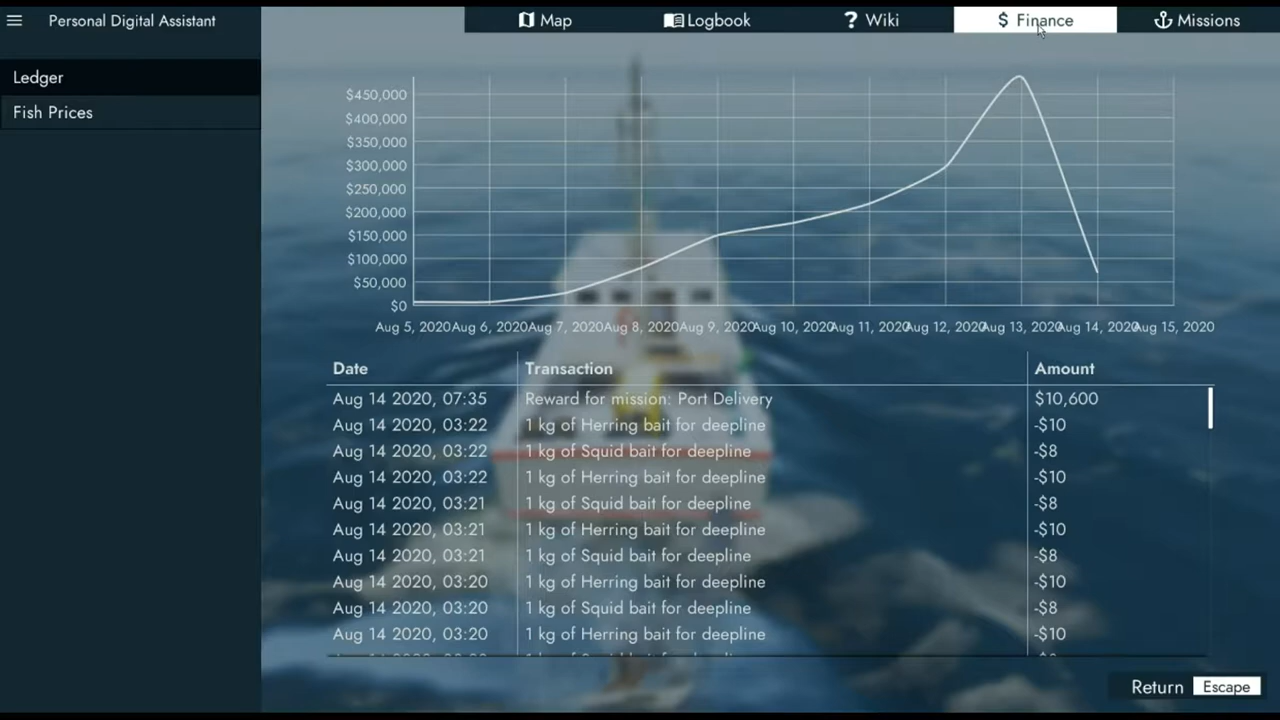 Personal Digital Assistant
Map
Logbook
? Wiki
$ Finance
Missions
Ledger
Fish Prices
$450,000
$400,000
$350,000
$300,000
$250,000
$200,000
$150,000
$100,000
$50,000
$0
Aug 5, 2020 Aug 6, 2020 Aug 7, 2020 Aug 8, 2020 Aug 9, 2020 Aug 10, 2020 Aug 11, 2020 Aug 12, 2020 Aug 13, 2020 Aug 14, 2020 Aug 15, 2020
Date Transaction Amount
Aug 14 2020, 07:35 Reward for mission: Port Delivery $10,600
Aug 14 2020, 03:22 1 kg of Herring bait for deepline -$10
Aug 14 2020, 03:22 1 kg of Squid bait for deepline -$8
Aug 14 2020, 03:22 1 kg of Herring bait for deepline -$10
Aug 14 2020, 03:21 1 kg of Squid bait for deepline -$8
Aug 14 2020, 03:21 1 kg of Herring bait for deepline -$10
Aug 14 2020, 03:21 1 kg of Squid bait for deepline -$8
Aug 14 2020, 03:20 1 kg of Herring bait for deepline -$10
Aug 14 2020, 03:20 1 kg of Squid bait for deepline -$8
Aug 14 2020, 03:20 1 kg of Herring bait for deepline -$10
Return Escape